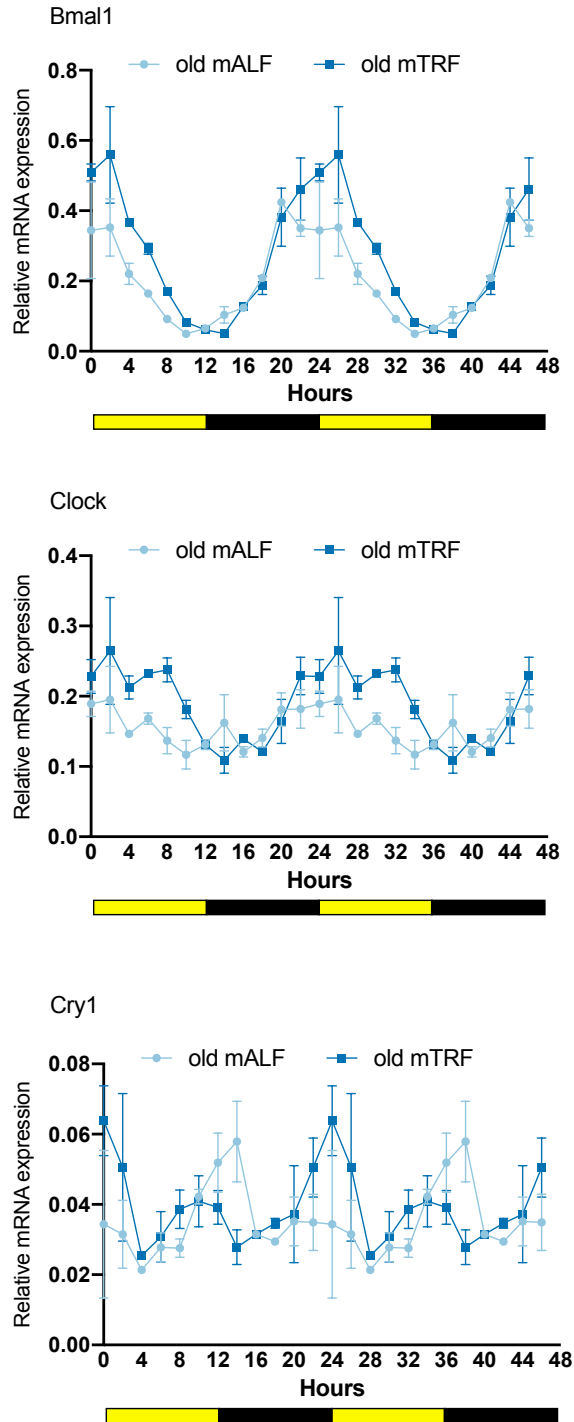 Bmal1
old mALF old mTRF
Relative mRNA expression
0.8
0.6
0.4
0.2
0.0
0 4 8 12 16 20 24 28 32 36 40 44 48
Hours
Clock
old mALF old mTRF
Relative mRNA expression
0.4
0.3
0.2
0.1
0.0
0 4 8 12 16 20 24 28 32 36 40 44 48
Hours
Cry1
old mALF old mTRF
Relative mRNA expression
0.08
0.06
0.04
0.02
0.00
0 4 8 12 16 20 24 28 32 36 40 44 48
Hours